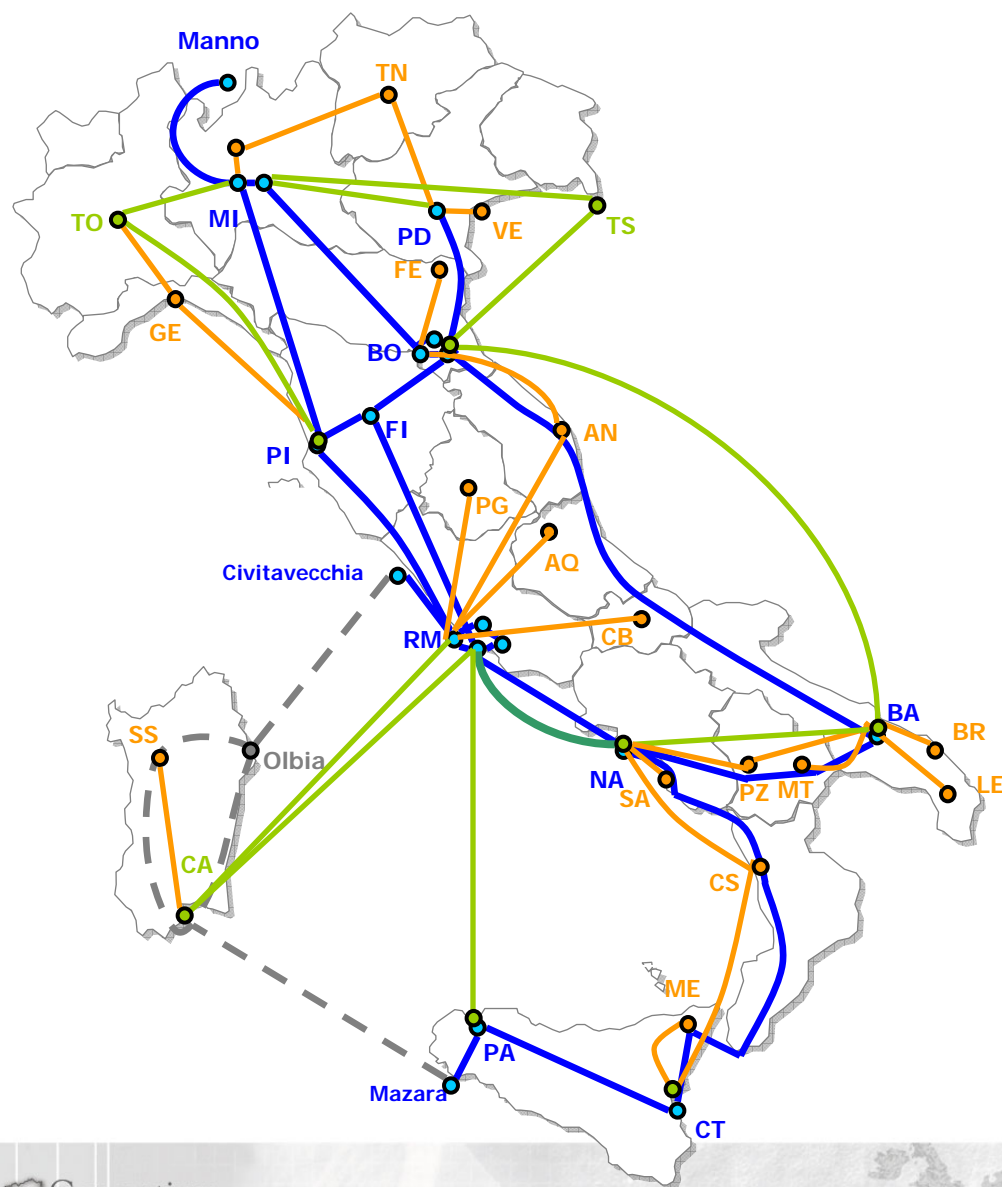 Manno
TN
TO
MI
PD
VE
TS
FE
GE
BO
FI
AN
PI
PG
AQ
Civitavecchia
RM
CB
SS
Olbia
BA
BR
NA
SA
PZ
MT
LE
CA
CS
ME
PA
Mazara
CT